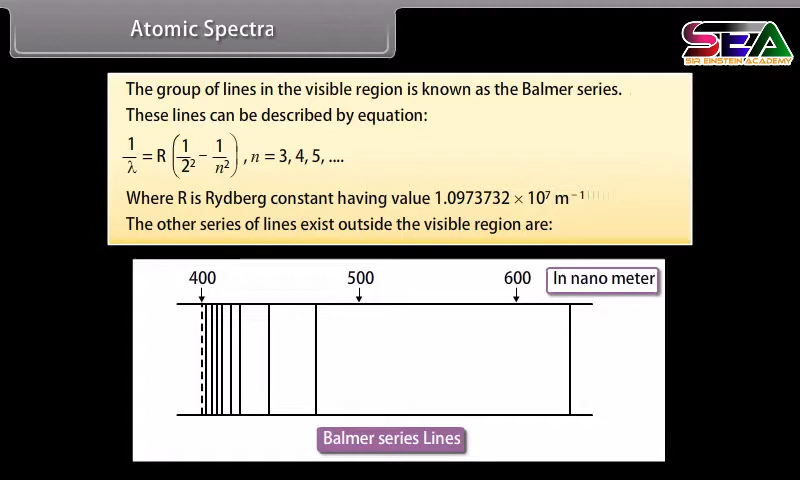 Atomic Spectra
SEA
SIR EINSTEIN ACADEMY
The group of lines in the visible region is known as the Balmer series.
These lines can be described by equation:
1/λ = R (1/2² − 1/n²), n = 3, 4, 5, ....
Where R is Rydberg constant having value 1.0973732 × 10⁷ m⁻¹
The other series of lines exist outside the visible region are:
400 500 600 In nano meter
Balmer series Lines